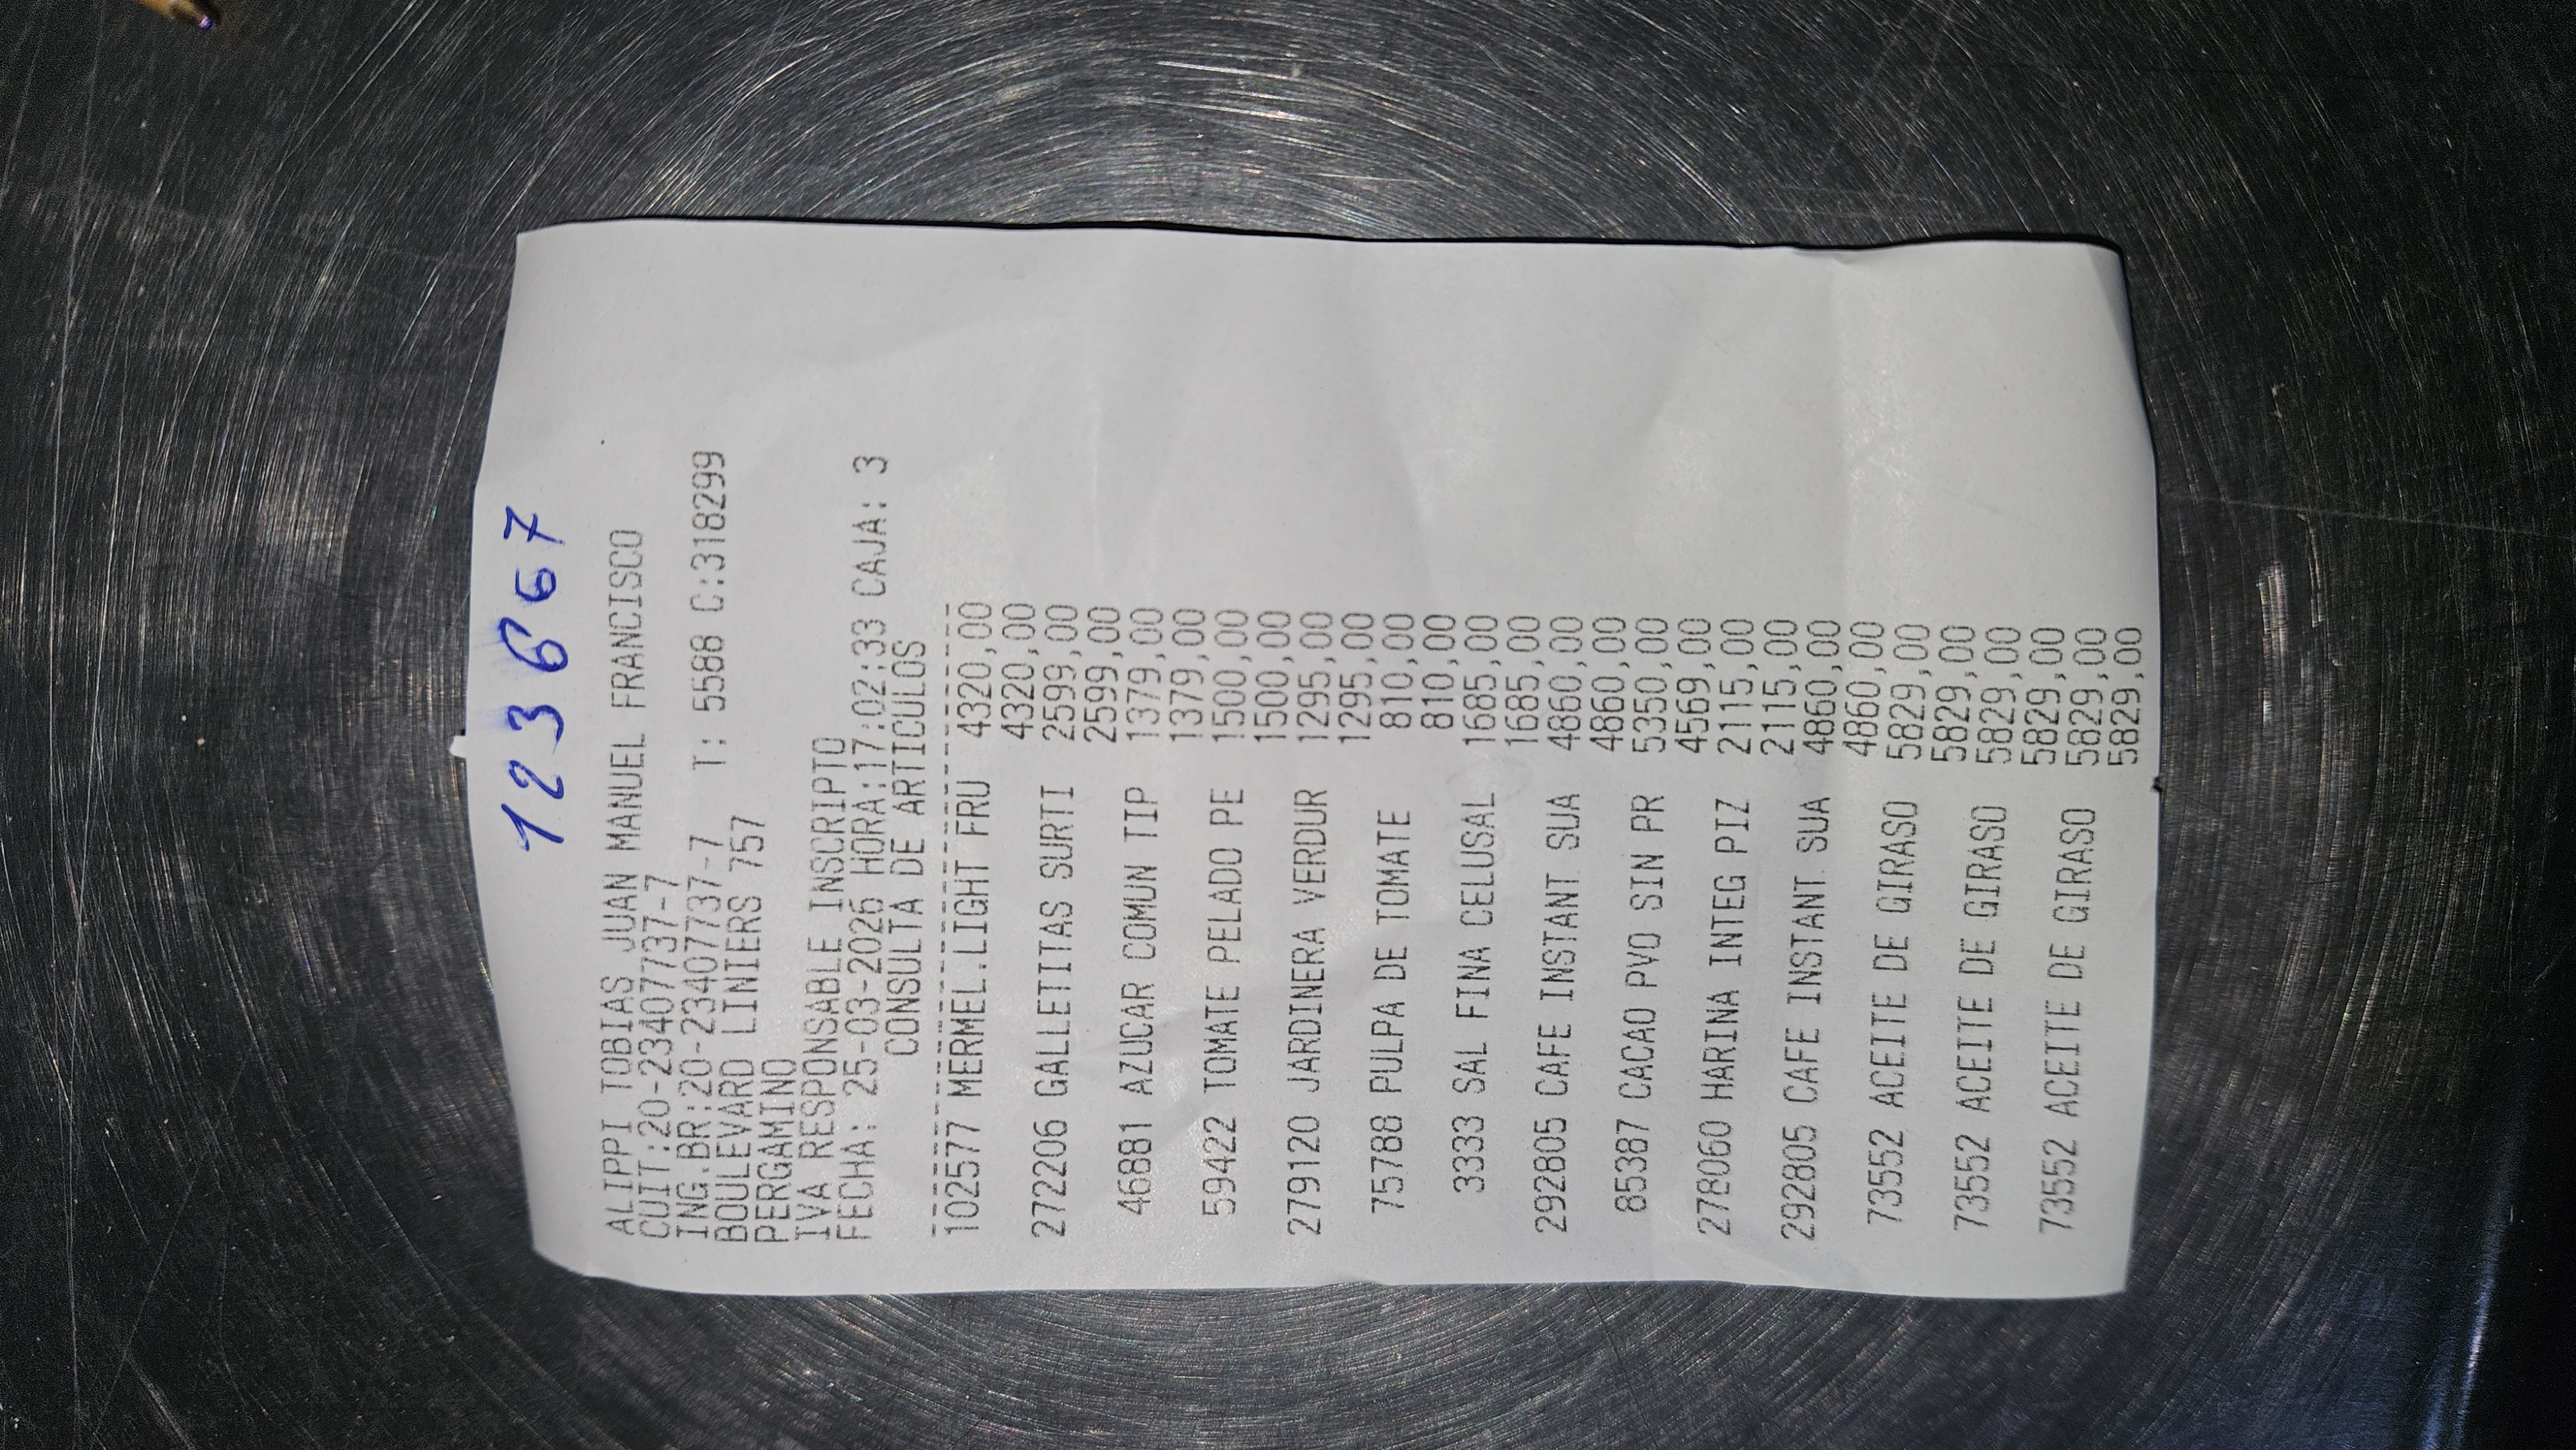 123667
ALIPPI TOBIAS JUAN MANUEL FRANCISCO
CUIT:20-23407737-7
ING.BR:20-23407737-7 T: 5588 C:318299
BOULEVARD LINIERS 757
PERGAMINO
IVA RESPONSABLE INSCRIPTO
FECHA: 25-03-2026 HORA:17:02:33 CAJA: 3
CONSULTA DE ARTICULOS
----------------------------------------
102577 MERMEL.LIGHT FRU 4320,00
4320,00
272206 GALLETITAS SURTI 2599,00
2599,00
46881 AZUCAR COMUN TIP 1379,00
1379,00
59422 TOMATE PELADO PE 1500,00
1500,00
279120 JARDINERA VERDUR 1295,00
1295,00
75788 PULPA DE TOMATE 810,00
810,00
3333 SAL FINA CELUSAL 1685,00
1685,00
292805 CAFE INSTANT. SUA 4860,00
4860,00
85387 CACAO PVO SIN PR 5350,00
4569,00
278060 HARINA INTEG PIZ 2115,00
2115,00
292805 CAFE INSTANT. SUA 4860,00
4860,00
73552 ACEITE DE GIRASO 5829,00
5829,00
73552 ACEITE DE GIRASO 5829,00
5829,00
73552 ACEITE DE GIRASO 5829,00
5829,00